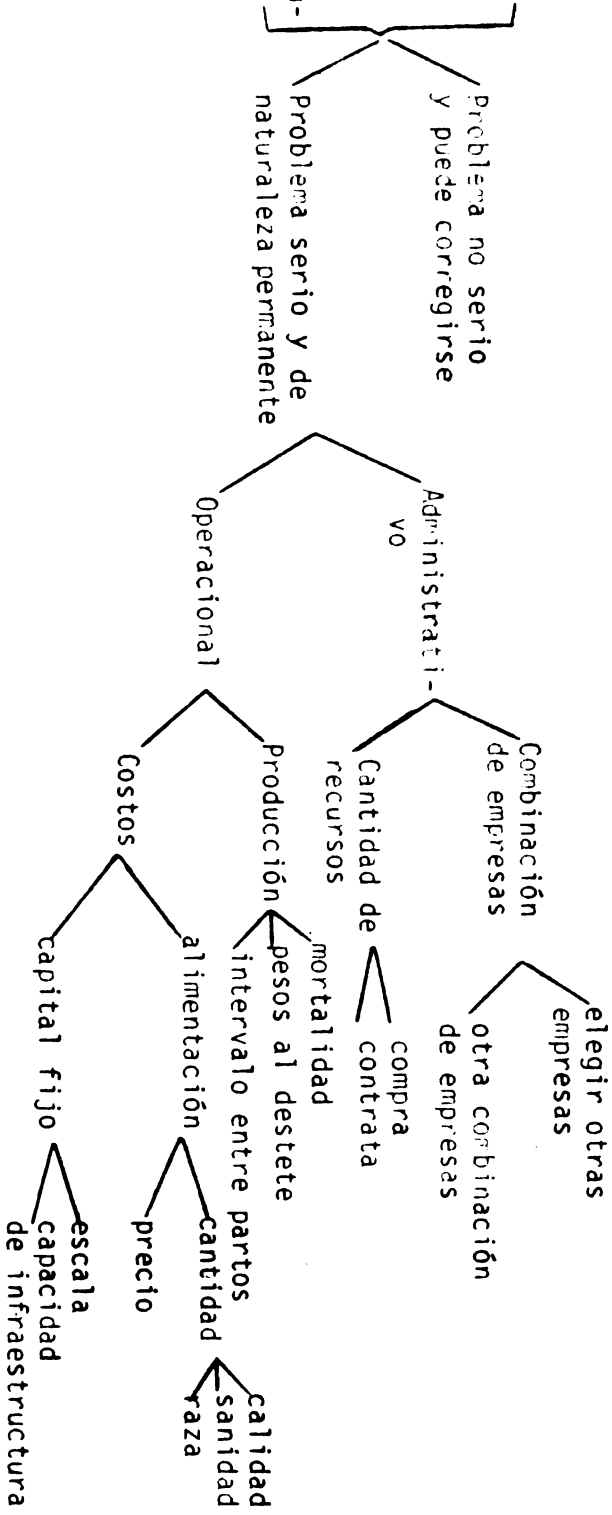 Problema no serio
y puede corregirse
Problema serio y de
naturaleza permanente
Administrati-
vo
Operacional
Combinación
de empresas
Cantidad de
recursos
Producción
Costos
elegir otras
empresas
otra combinación
de empresas
compra
contrata
mortalidad
pesos al destete
intervalo entre partos
alimentación
capital fijo
cantidad
precio
escala
capacidad
de infraestructura
calidad
sanidad
raza